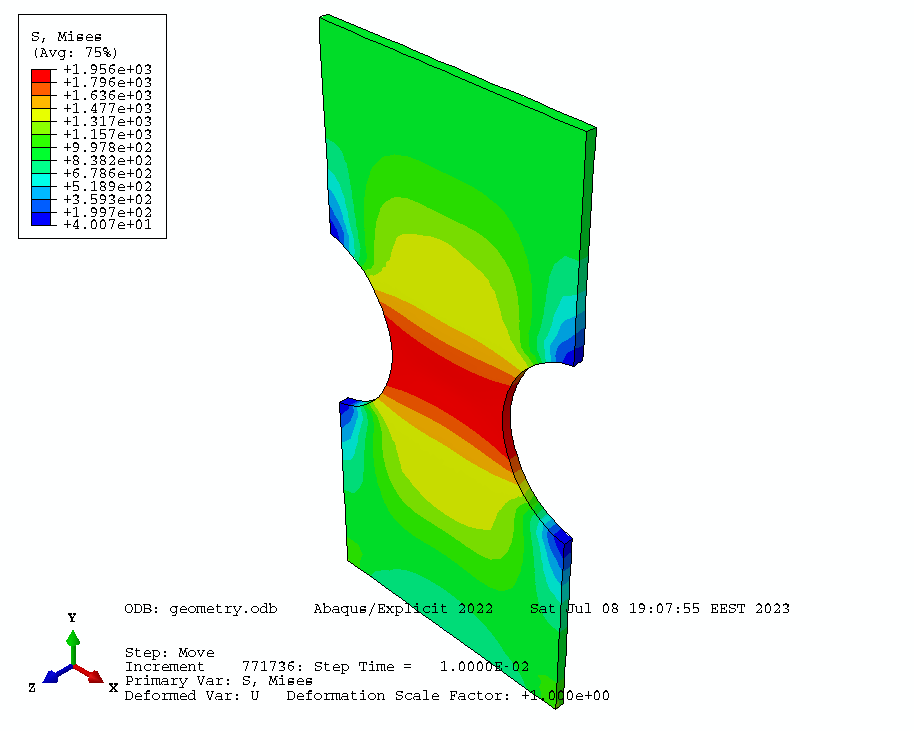 S, Mises
(Avg: 75%)
+1.956e+03
+1.796e+03
+1.636e+03
+1.477e+03
+1.317e+03
+1.157e+03
+9.978e+02
+8.382e+02
+6.786e+02
+5.189e+02
+3.593e+02
+1.997e+02
+4.007e+01
ODB: geometry.odb Abaqus/Explicit 2022 Sat Jul 08 19:07:55 EEST 2023
Y
Z X
Step: Move
Increment 771736: Step Time = 1.0000E-02
Primary Var: S, Mises
Deformed Var: U Deformation Scale Factor: +1.000e+00